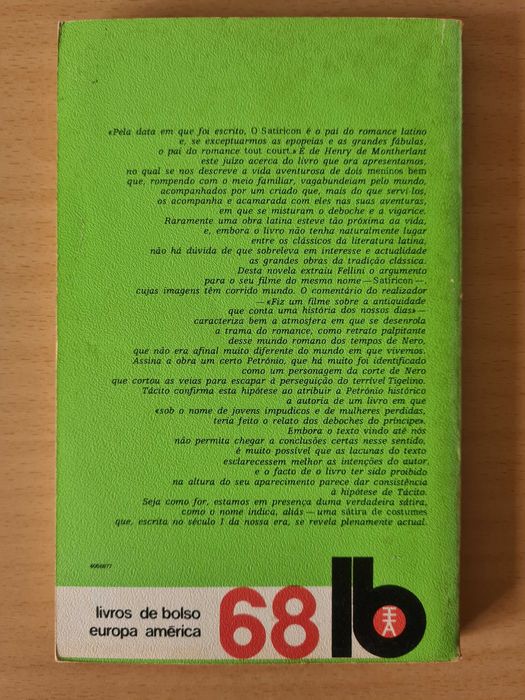 «Pela data em que foi escrito, O Satíricon é o pai do romance latino
e, se exceptuarmos as epopeias e as grandes fábulas,
o pai do romance tout court.» É de Henry de Montherlant
este juízo acerca do livro que ora apresentamos,
no qual se nos descreve a vida aventurosa de dois meninos bem
que, rompendo com o meio familiar, vagabundeiam pelo mundo,
acompanhados por um criado que, mais do que servi-los,
os acompanha e acamarada com eles nas suas aventuras,
em que se misturam o deboche e a vigarice.
Raramente uma obra latina esteve tão próxima da vida,
e, embora o livro não tenha naturalmente lugar
entre os clássicos da literatura latina,
não há dúvida de que sobreleva em interesse e actualidade
as grandes obras da tradição clássica.
Desta novela extraiu Fellini o argumento
para o seu filme do mesmo nome — Satíricon —,
cujas imagens têm corrido mundo. O comentário do realizador
— «Fiz um filme sobre a antiguidade
que conta uma história dos nossos dias» —
caracteriza bem a atmosfera em que se desenrola
a trama do romance, como retrato palpitante
desse mundo romano dos tempos de Nero,
que não era afinal muito diferente do mundo em que vivemos.
Assina a obra um certo Petrónio, que há muito foi identificado
como um personagem da corte de Nero
que cortou as veias para escapar à perseguição do terrível Tigelino.
Tácito confirma esta hipótese ao atribuir a Petrónio histórico
a autoria de um livro em que
«sob o nome de jovens impudicos e de mulheres perdidas,
teria feito o relato dos deboches do príncipe».
Embora o texto vindo até nós
não permita chegar a conclusões certas nesse sentido,
é muito possível que as lacunas do texto
esclarecessem melhor as intenções do autor,
e o facto de o livro ter sido proibido
na altura do seu aparecimento parece dar consistência
à hipótese de Tácito.
Seja como for, estamos em presença duma verdadeira sátira,
como o nome indica, aliás — uma sátira de costumes
que, escrita no século I da nossa era, se revela plenamente actual.
livros de bolso
europa américa
68
lb
EA